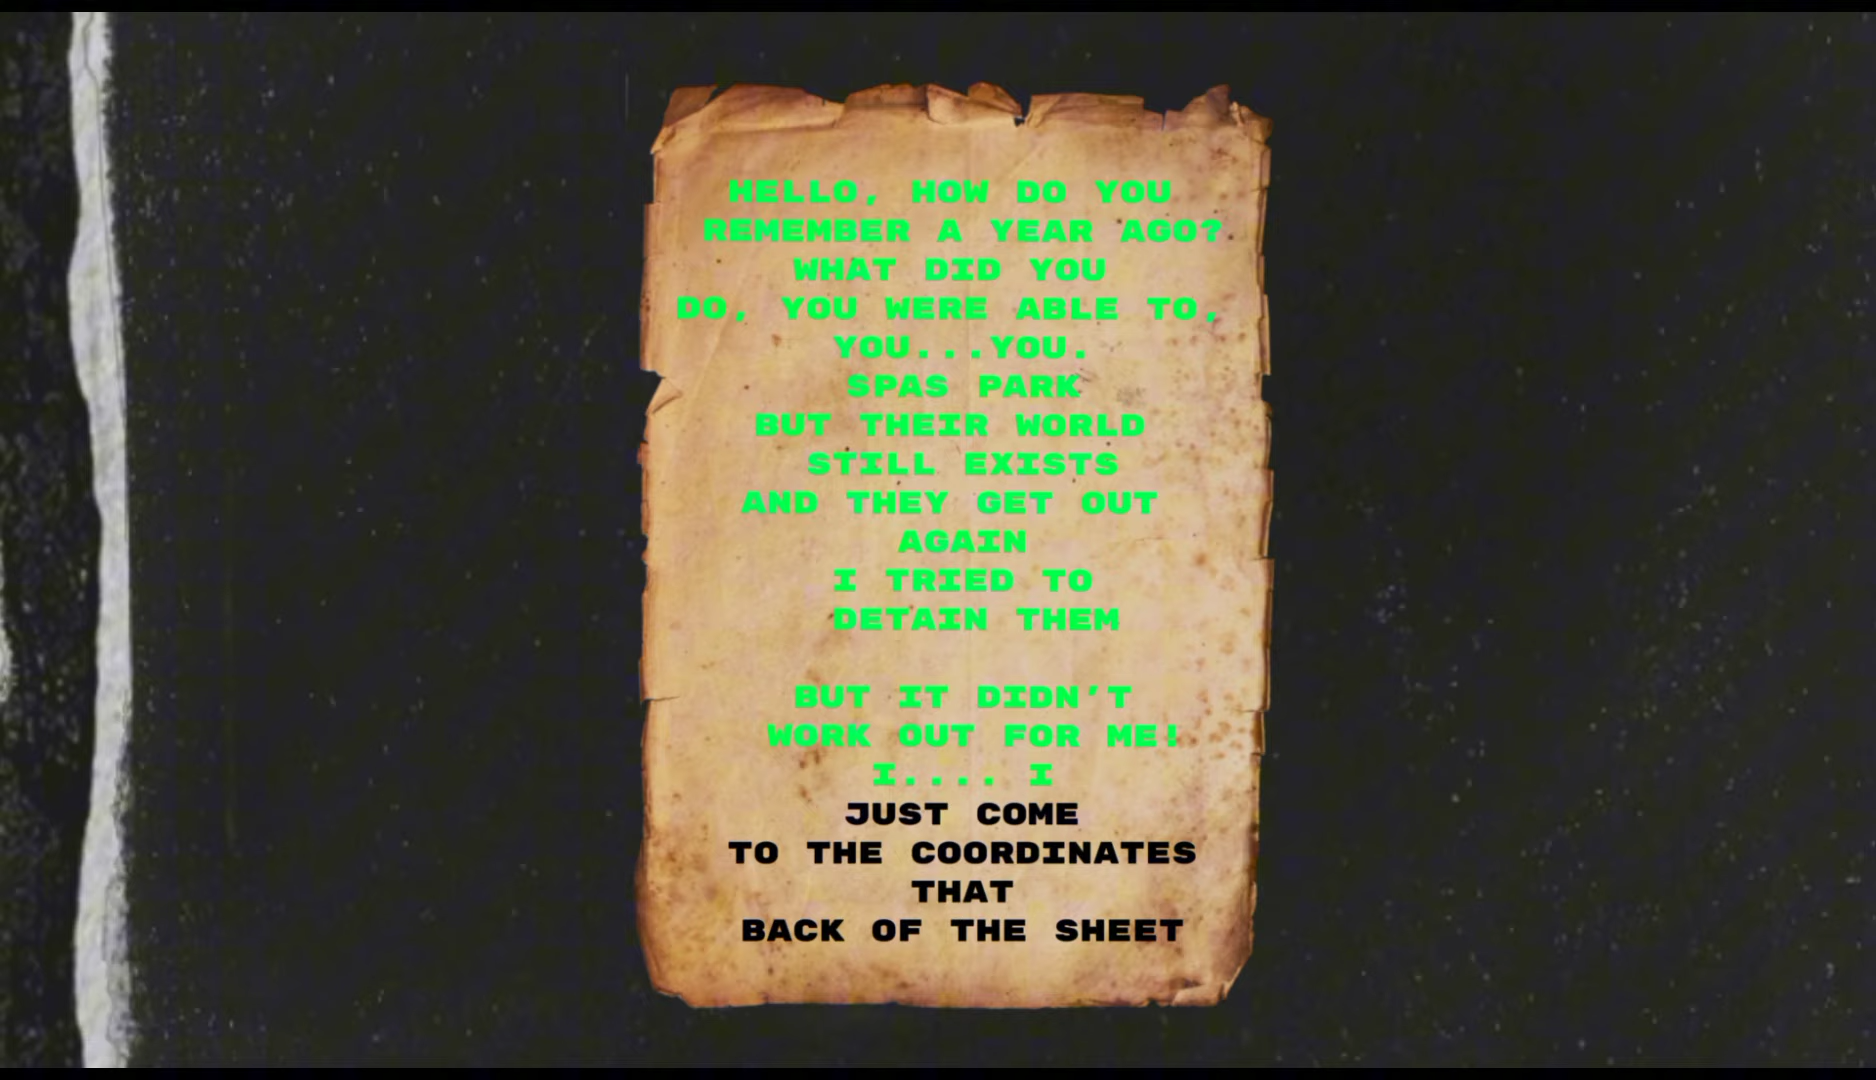 HELLO, HOW DO YOU
REMEMBER A YEAR AGO?
WHAT DID YOU
DO, YOU WERE ABLE TO,
YOU...YOU.
SPAS PARK
BUT THEIR WORLD
STILL EXISTS
AND THEY GET OUT
AGAIN
I TRIED TO
DETAIN THEM
BUT IT DIDN'T
WORK OUT FOR ME!
I.... I
JUST COME
TO THE COORDINATES
THAT
BACK OF THE SHEET